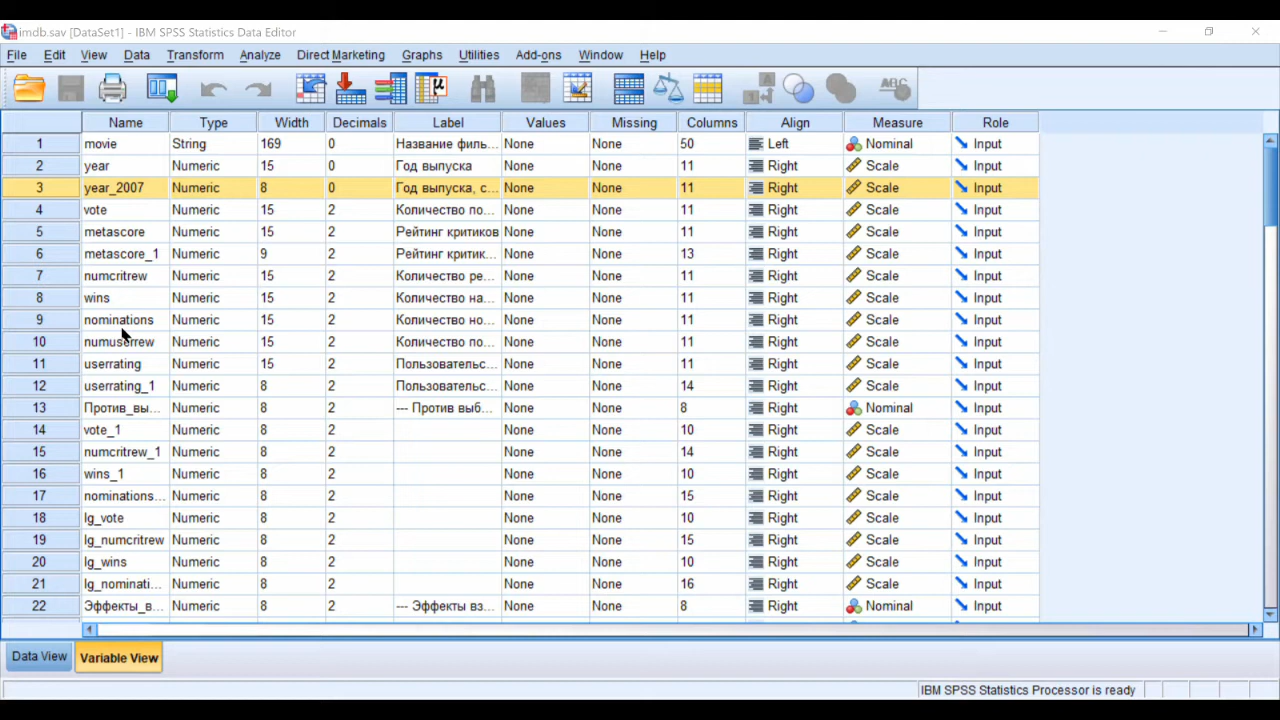 imdb.sav [DataSet1] - IBM SPSS Statistics Data Editor
File Edit View Data Transform Analyze Direct Marketing Graphs Utilities Add-ons Window Help
Name Type Width Decimals Label Values Missing Columns Align Measure Role
1 movie String 169 0 Название филь... None None 50 Left Nominal Input
2 year Numeric 15 0 Год выпуска None None 11 Right Scale Input
3 year_2007 Numeric 8 0 Год выпуска, с... None None 11 Right Scale Input
4 vote Numeric 15 2 Количество по... None None 11 Right Scale Input
5 metascore Numeric 15 2 Рейтинг критиков None None 11 Right Scale Input
6 metascore_1 Numeric 9 2 Рейтинг критик... None None 13 Right Scale Input
7 numcritrew Numeric 15 2 Количество ре... None None 11 Right Scale Input
8 wins Numeric 15 2 Количество на... None None 11 Right Scale Input
9 nominations Numeric 15 2 Количество но... None None 11 Right Scale Input
10 numuserrew Numeric 15 2 Количество по... None None 11 Right Scale Input
11 userrating Numeric 15 2 Пользовательс... None None 11 Right Scale Input
12 userrating_1 Numeric 8 2 Пользовательс... None None 14 Right Scale Input
13 Против_вы... Numeric 8 2 --- Против выб... None None 8 Right Nominal Input
14 vote_1 Numeric 8 2 None None 10 Right Scale Input
15 numcritrew_1 Numeric 8 2 None None 14 Right Scale Input
16 wins_1 Numeric 8 2 None None 10 Right Scale Input
17 nominations... Numeric 8 2 None None 15 Right Scale Input
18 lg_vote Numeric 8 2 None None 10 Right Scale Input
19 lg_numcritrew Numeric 8 2 None None 15 Right Scale Input
20 lg_wins Numeric 8 2 None None 10 Right Scale Input
21 lg_nominati... Numeric 8 2 None None 16 Right Scale Input
22 Эффекты_в... Numeric 8 2 --- Эффекты вз... None None 8 Right Nominal Input
Data View Variable View
IBM SPSS Statistics Processor is ready